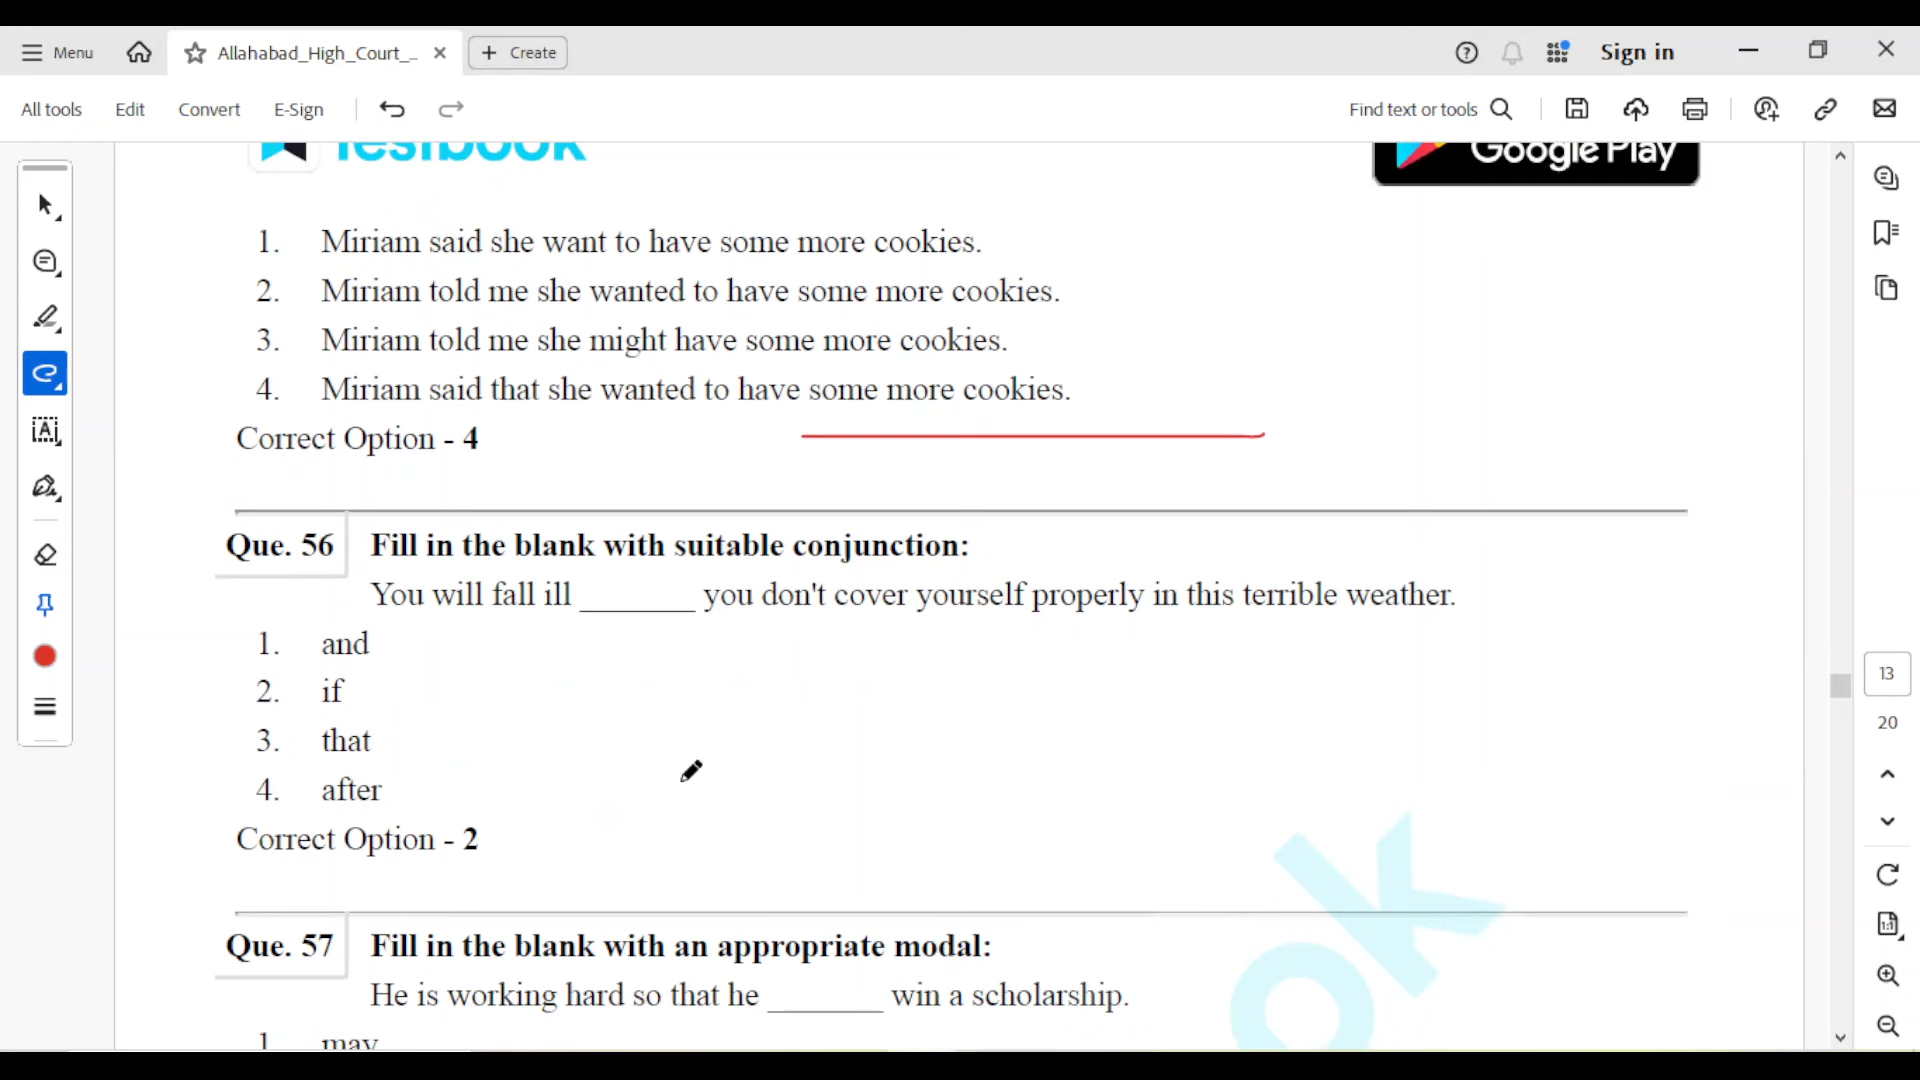 Menu
Allahabad_High_Court_...
Create
Sign in
All tools
Edit
Convert
E-Sign
Find text or tools
Testbook
Google Play
1. Miriam said she want to have some more cookies.
2. Miriam told me she wanted to have some more cookies.
3. Miriam told me she might have some more cookies.
4. Miriam said that she wanted to have some more cookies.
Correct Option - 4
Que. 56 Fill in the blank with suitable conjunction:
You will fall ill _______ you don't cover yourself properly in this terrible weather.
1. and
2. if
3. that
4. after
Correct Option - 2
Que. 57 Fill in the blank with an appropriate modal:
He is working hard so that he _______ win a scholarship.
1. may
13
20
ok